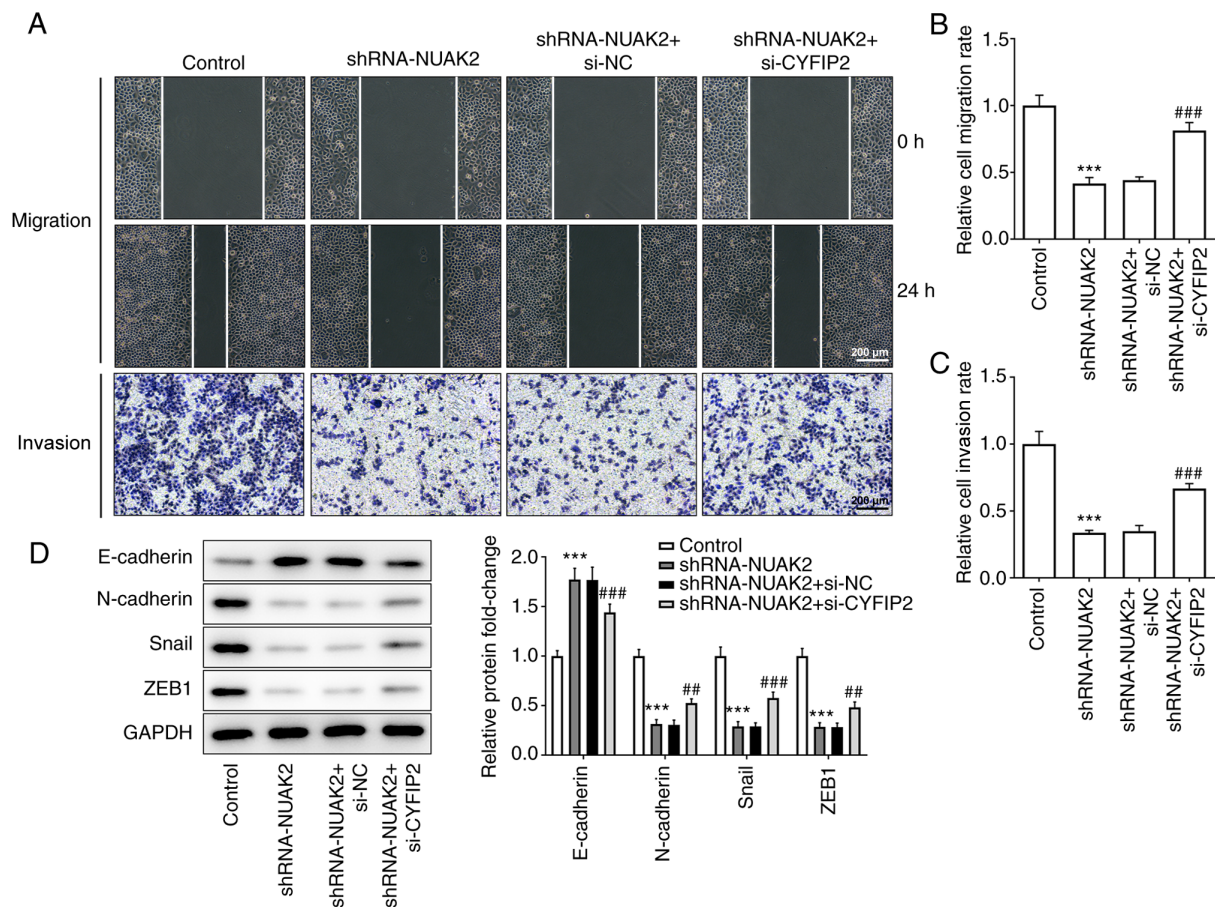 A
Control
shRNA-NUAK2
shRNA-NUAK2+
si-NC
shRNA-NUAK2+
si-CYFIP2
Migration
0 h
24 h
200 µm
Invasion
200 µm
B
Relative cell migration rate
1.5
1.0
0.5
0.0
***
###
Control
shRNA-NUAK2
shRNA-NUAK2+
si-NC
shRNA-NUAK2+
si-CYFIP2
C
Relative cell invasion rate
1.5
1.0
0.5
0.0
***
###
Control
shRNA-NUAK2
shRNA-NUAK2+
si-NC
shRNA-NUAK2+
si-CYFIP2
D
E-cadherin
N-cadherin
Snail
ZEB1
GAPDH
Control
shRNA-NUAK2
shRNA-NUAK2+
si-NC
shRNA-NUAK2+
si-CYFIP2
Relative protein fold-change
2.0
1.5
1.0
0.5
0.0
Control
shRNA-NUAK2
shRNA-NUAK2+si-NC
shRNA-NUAK2+si-CYFIP2
***
###
***
##
***
###
***
##
E-cadherin
N-cadherin
Snail
ZEB1